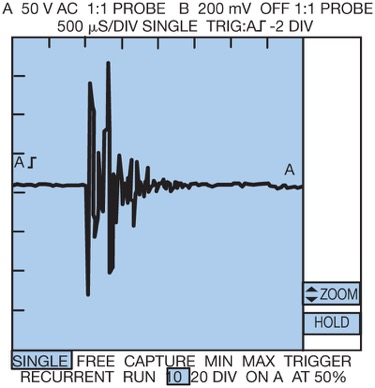 A 50 V AC 1:1 PROBE B 200 mV OFF 1:1 PROBE
500 µS/DIV SINGLE TRIG:A⎍ -2 DIV
A
A
ZOOM
HOLD
SINGLE FREE CAPTURE MIN MAX TRIGGER
RECURRENT RUN 10 20 DIV ON A AT 50%